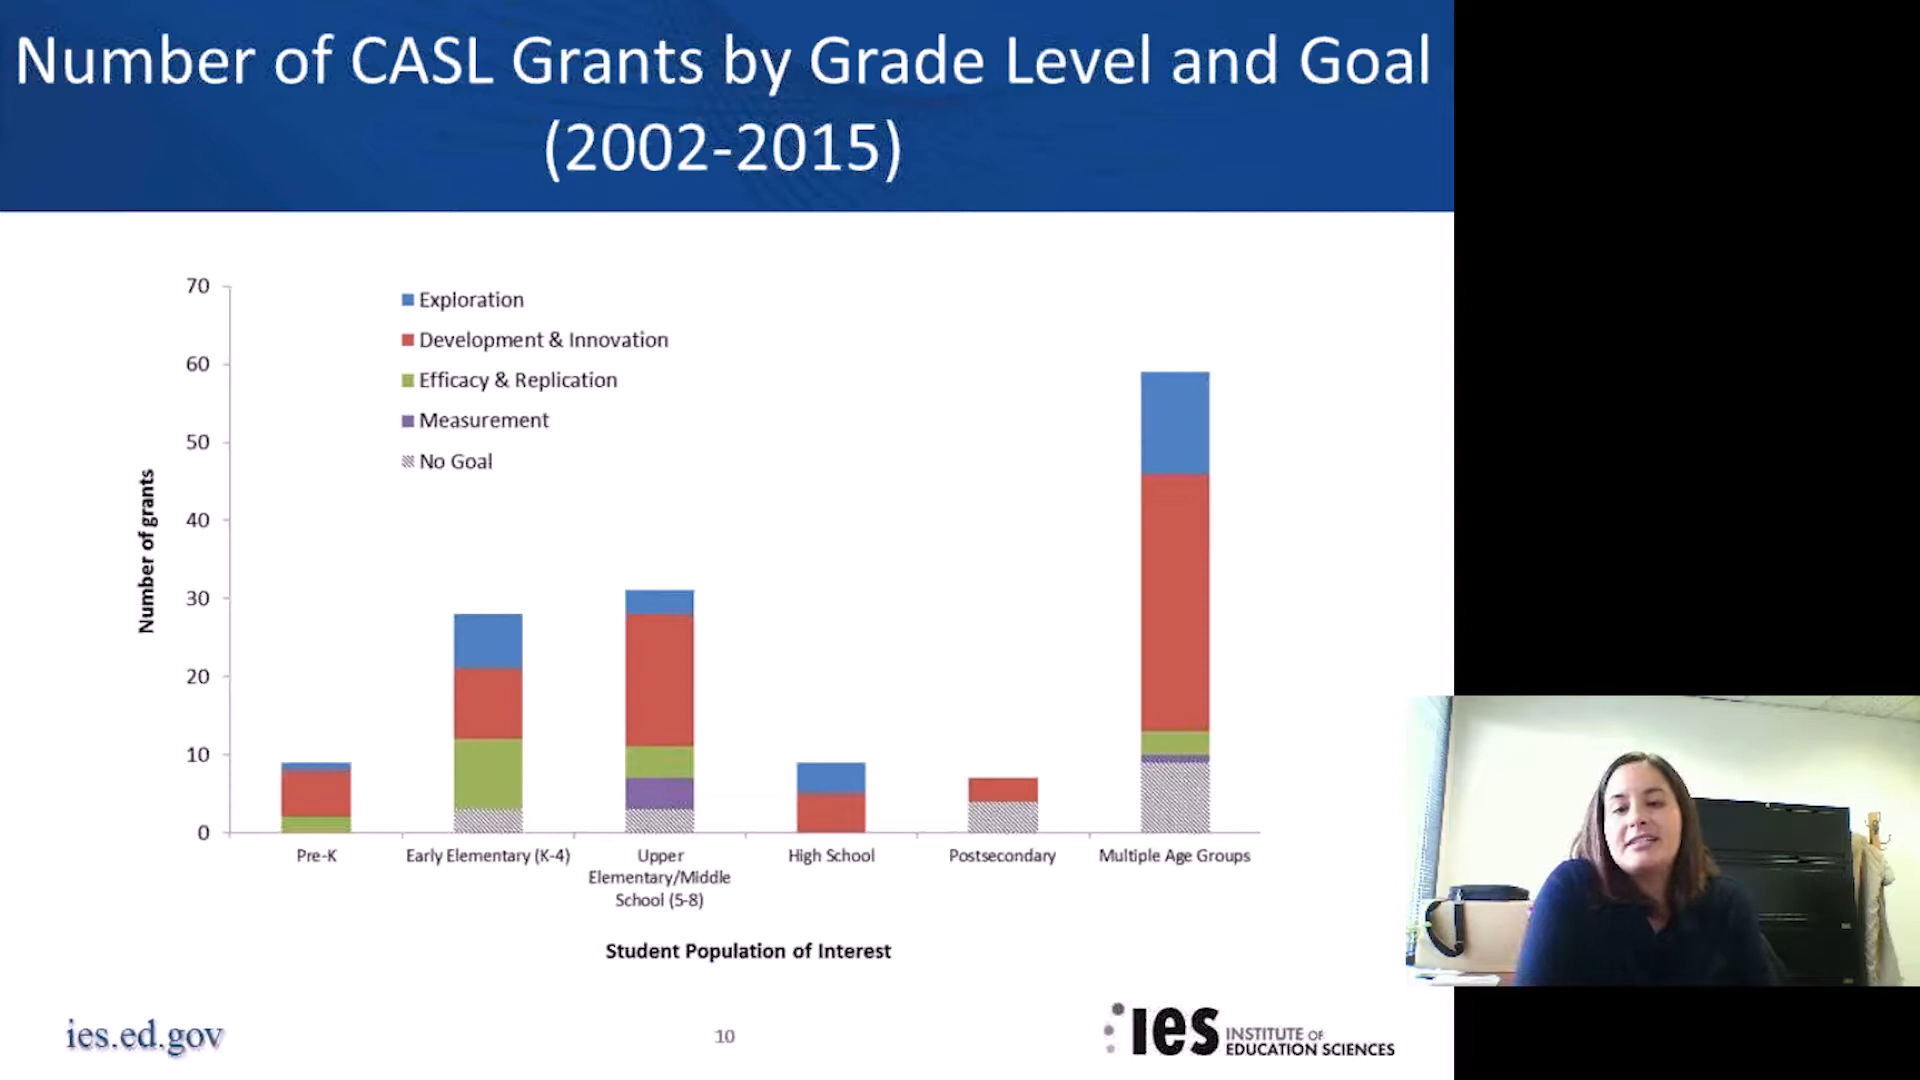 Number of CASL Grants by Grade Level and Goal
(2002-2015)
70
60
50
40
30
20
10
0
Number of grants
Exploration
Development & Innovation
Efficacy & Replication
Measurement
No Goal
Pre-K
Early Elementary (K-4)
Upper
Elementary/Middle
School (5-8)
High School
Postsecondary
Multiple Age Groups
Student Population of Interest
ies.ed.gov
10
ies
INSTITUTE OF
EDUCATION SCIENCES